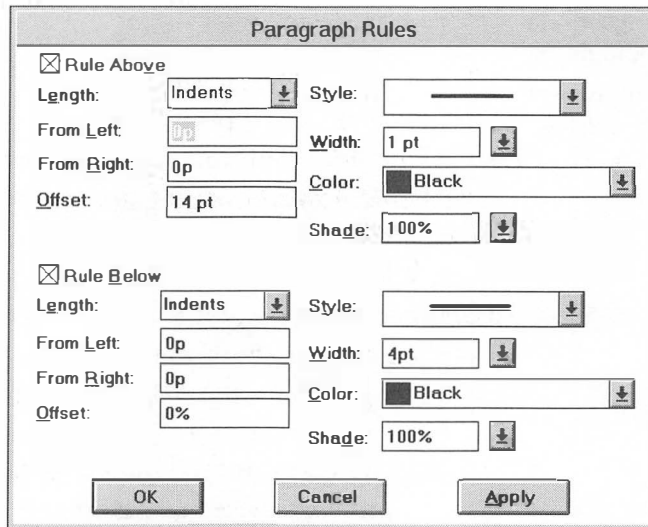 Paragraph Rules
Rule Above
Length: Indents Style:
From Left: 0p
Width: 1 pt
From Right: 0p
Color: Black
Offset: 14 pt
Shade: 100%
Rule Below
Length: Indents Style:
From Left: 0p
Width: 4pt
From Right: 0p
Color: Black
Offset: 0%
Shade: 100%
OK Cancel Apply